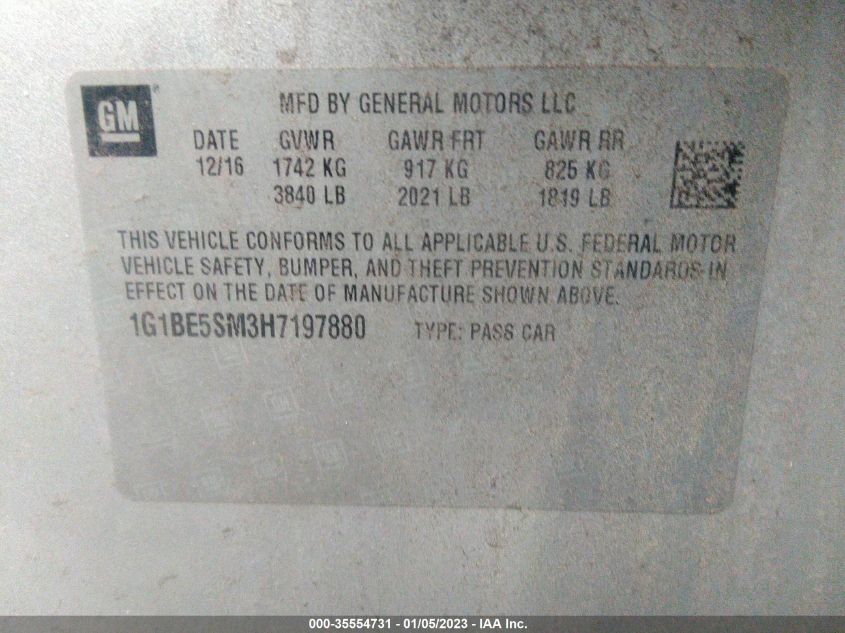 GM®
MFD BY GENERAL MOTORS LLC
DATE GVWR GAWR FRT GAWR RR
12/16 1742 KG 917 KG 825 KG
3840 LB 2021 LB 1819 LB
THIS VEHICLE CONFORMS TO ALL APPLICABLE U.S. FEDERAL MOTOR
VEHICLE SAFETY, BUMPER, AND THEFT PREVENTION STANDARDS IN
EFFECT ON THE DATE OF MANUFACTURE SHOWN ABOVE.
1G1BE5SM3H7197880 TYPE: PASS CAR
000-35554731 - 01/05/2023 - IAA Inc.